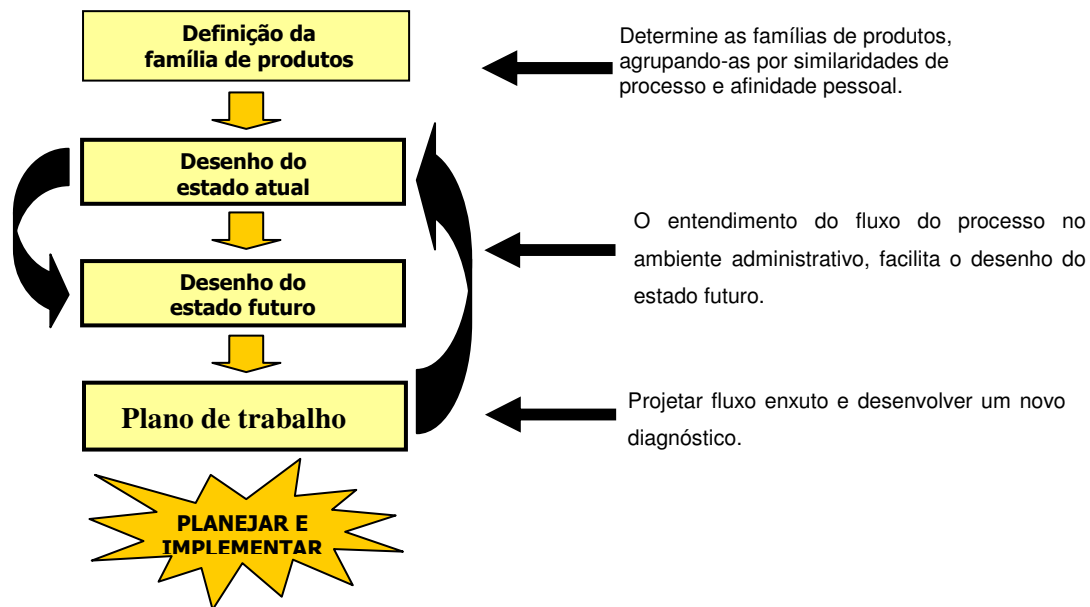 Definição da
família de produtos
Determine as famílias de produtos,
agrupando-as por similaridades de
processo e afinidade pessoal.
Desenho do
estado atual
O entendimento do fluxo do processo no
ambiente administrativo, facilita o desenho do
estado futuro.
Desenho do
estado futuro
Plano de trabalho
Projetar fluxo enxuto e desenvolver um novo
diagnóstico.
PLANEJAR E
IMPLEMENTAR